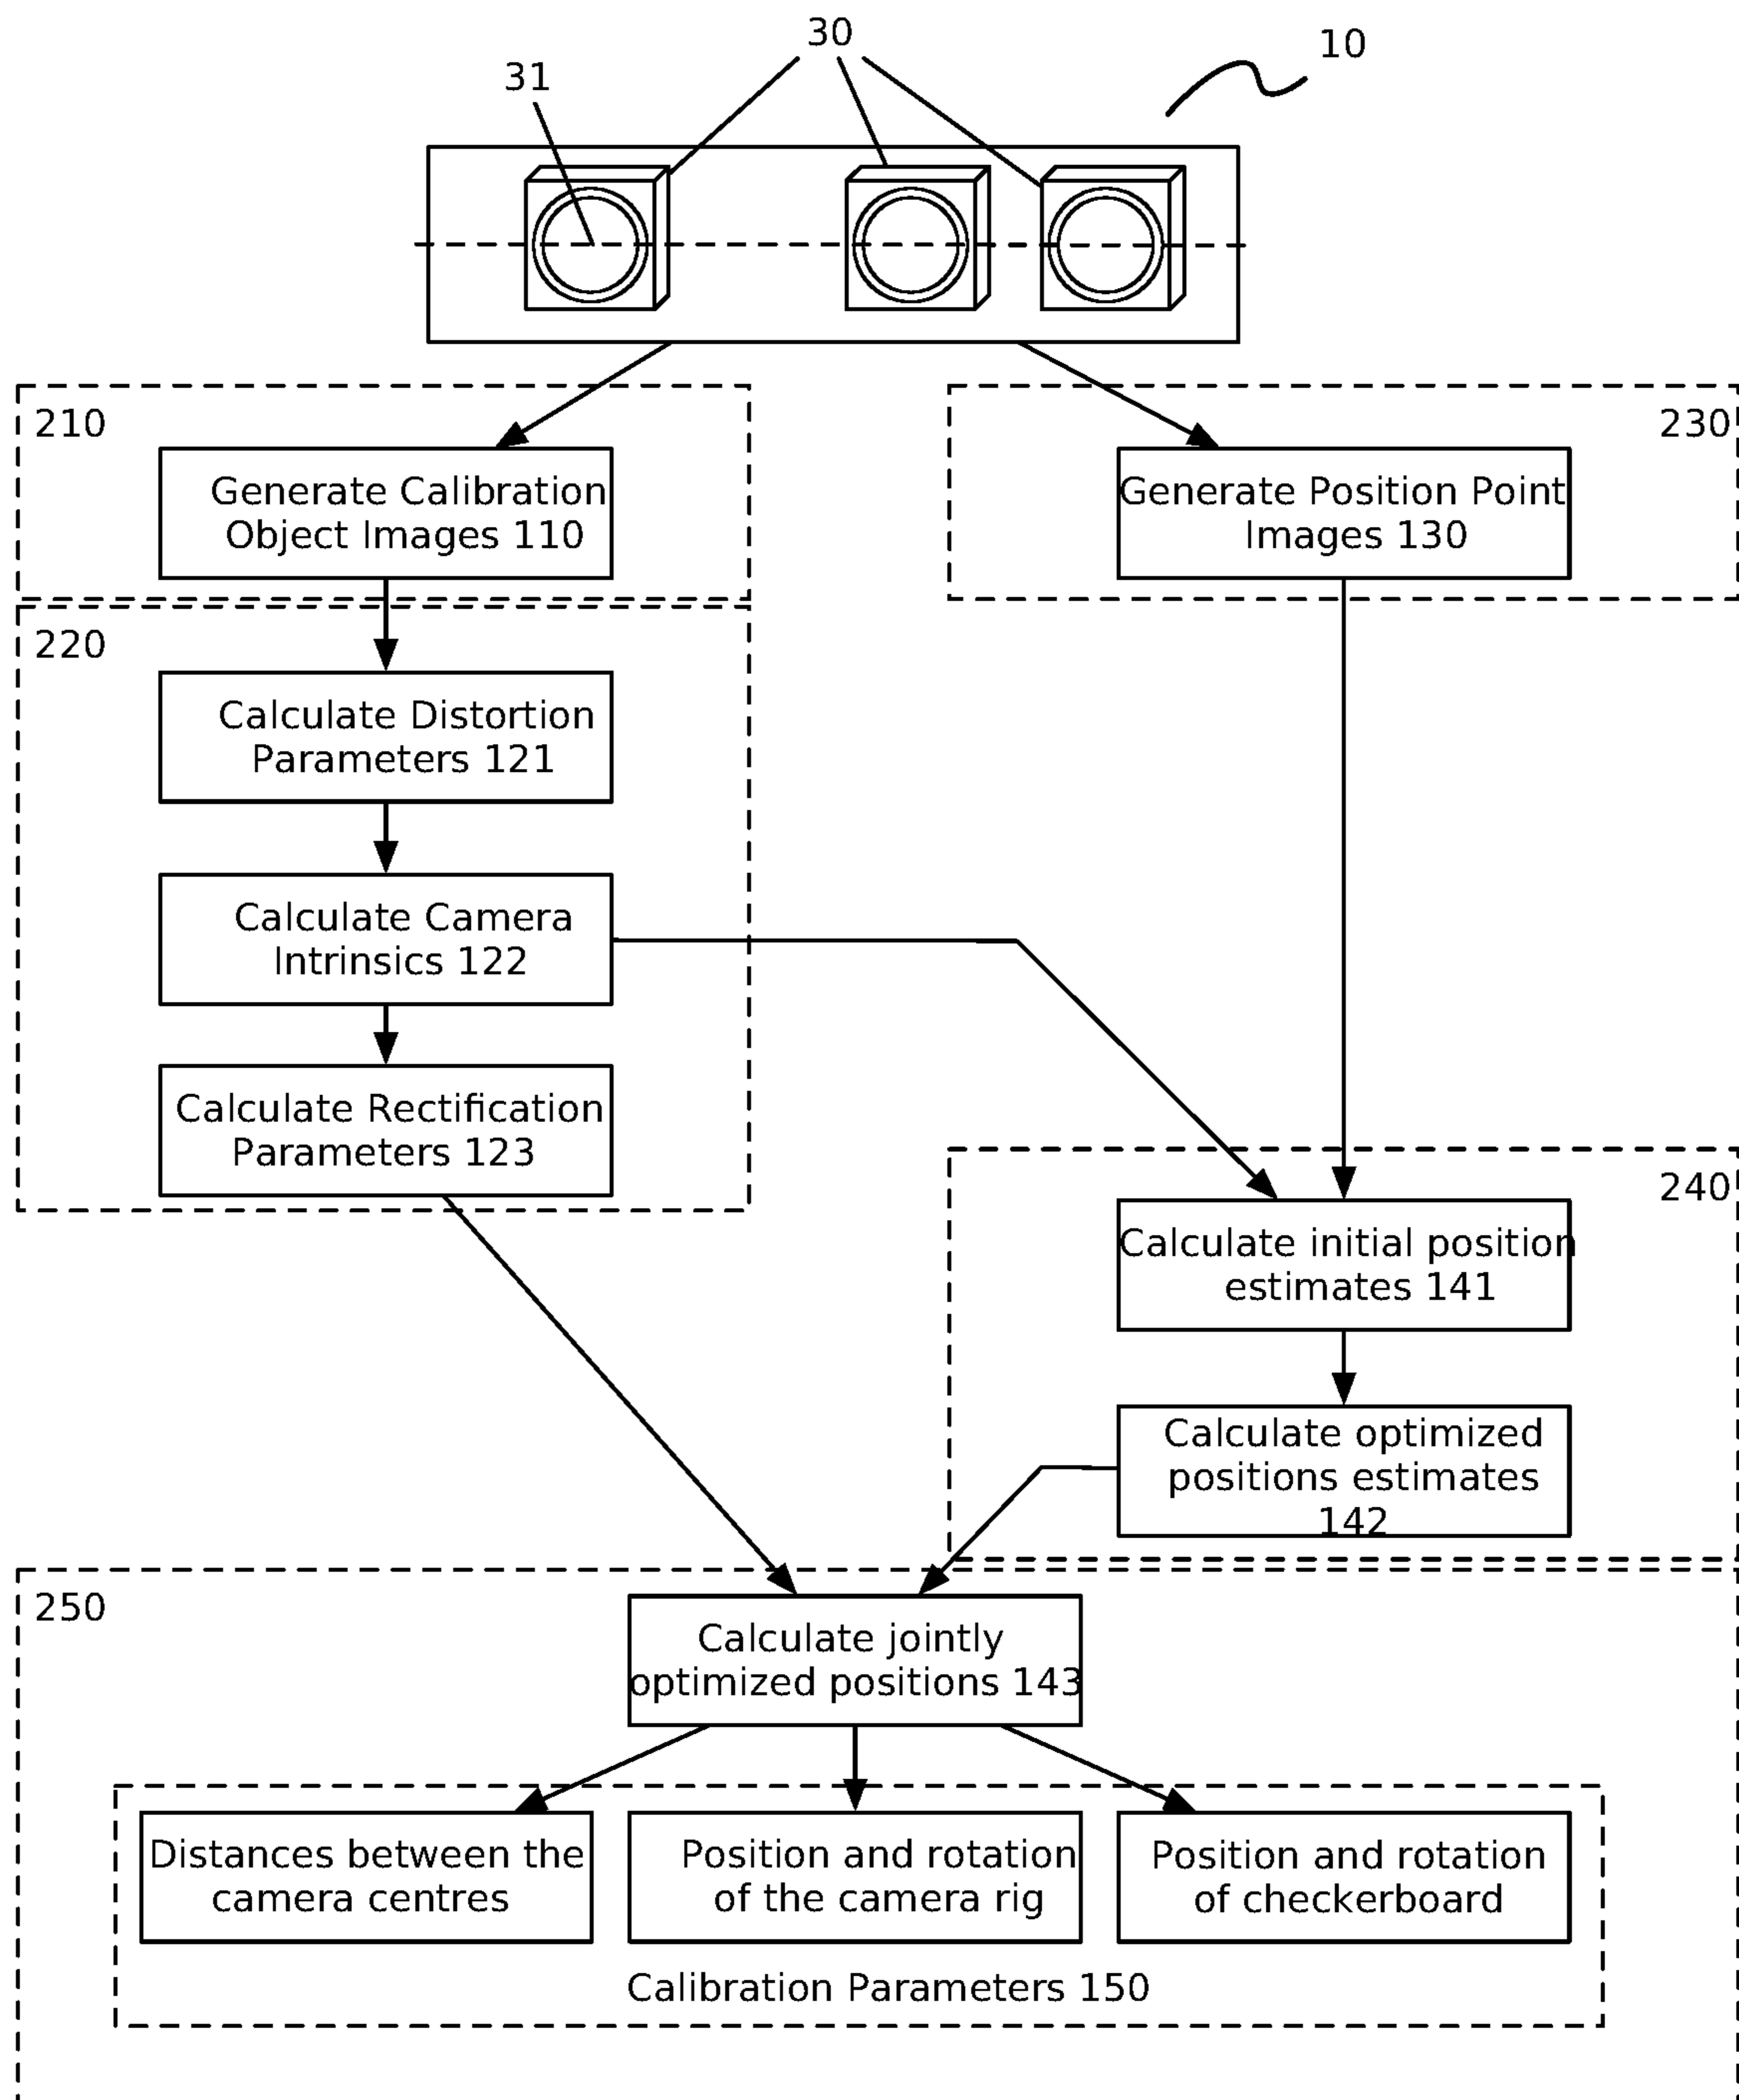 30
10
31
210
230
Generate Calibration
Object Images 110
Generate Position Point
Images 130
220
Calculate Distortion
Parameters 121
Calculate Camera
Intrinsics 122
Calculate Rectification
Parameters 123
240
Calculate initial position
estimates 141
Calculate optimized
positions estimates
142
250
Calculate jointly
optimized positions 143
Distances between the
camera centres
Position and rotation
of the camera rig
Position and rotation
of checkerboard
Calibration Parameters 150